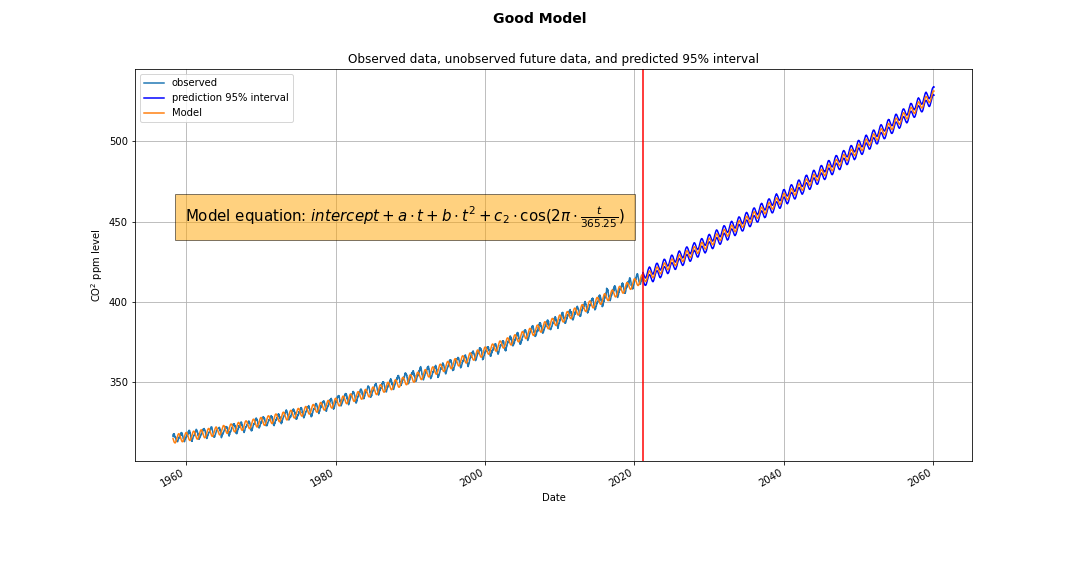 Good Model
Observed data, unobserved future data, and predicted 95% interval
observed
prediction 95% interval
Model
Model equation: intercept + a · t + b · t² + c₂ · cos(2π · t/365.25)
CO² ppm level
500
450
400
350
1960
1980
2000
2020
2040
2060
Date